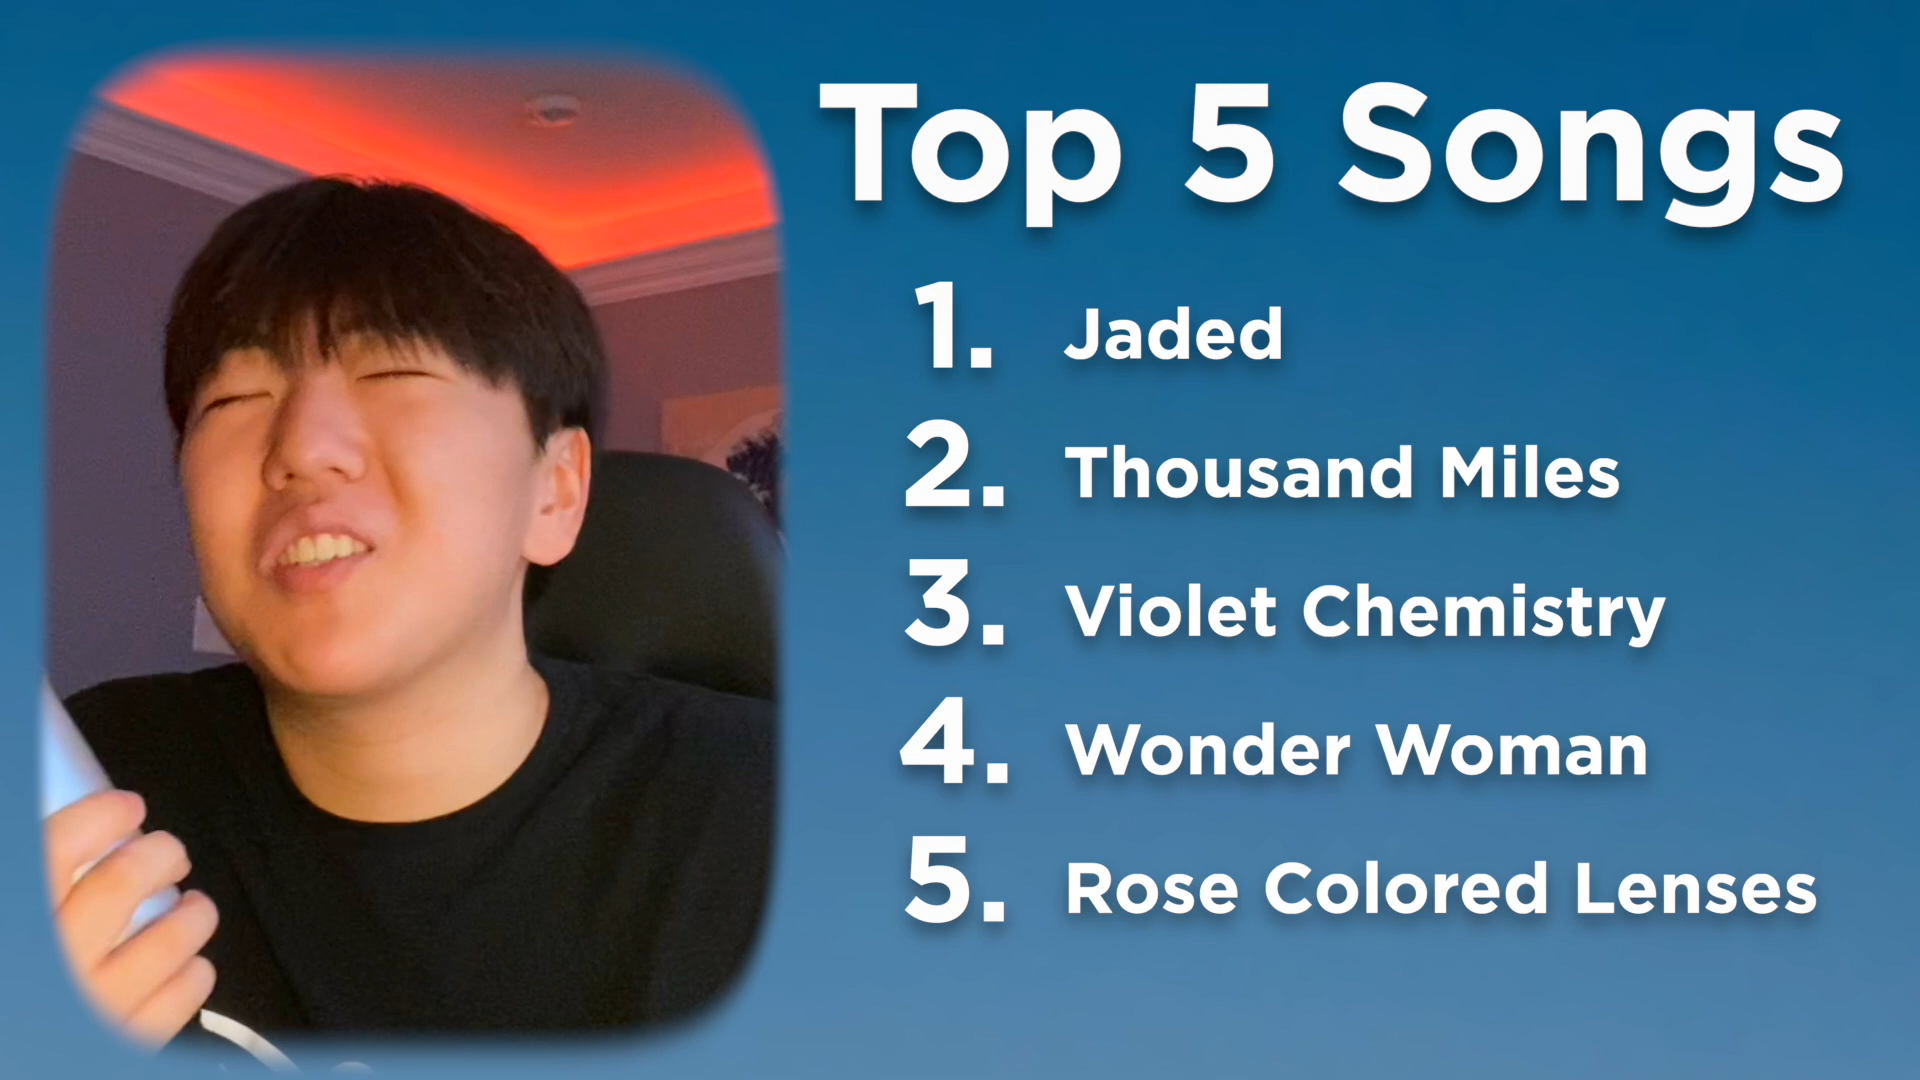 Top 5 Songs
1. Jaded
2. Thousand Miles
3. Violet Chemistry
4. Wonder Woman
5. Rose Colored Lenses